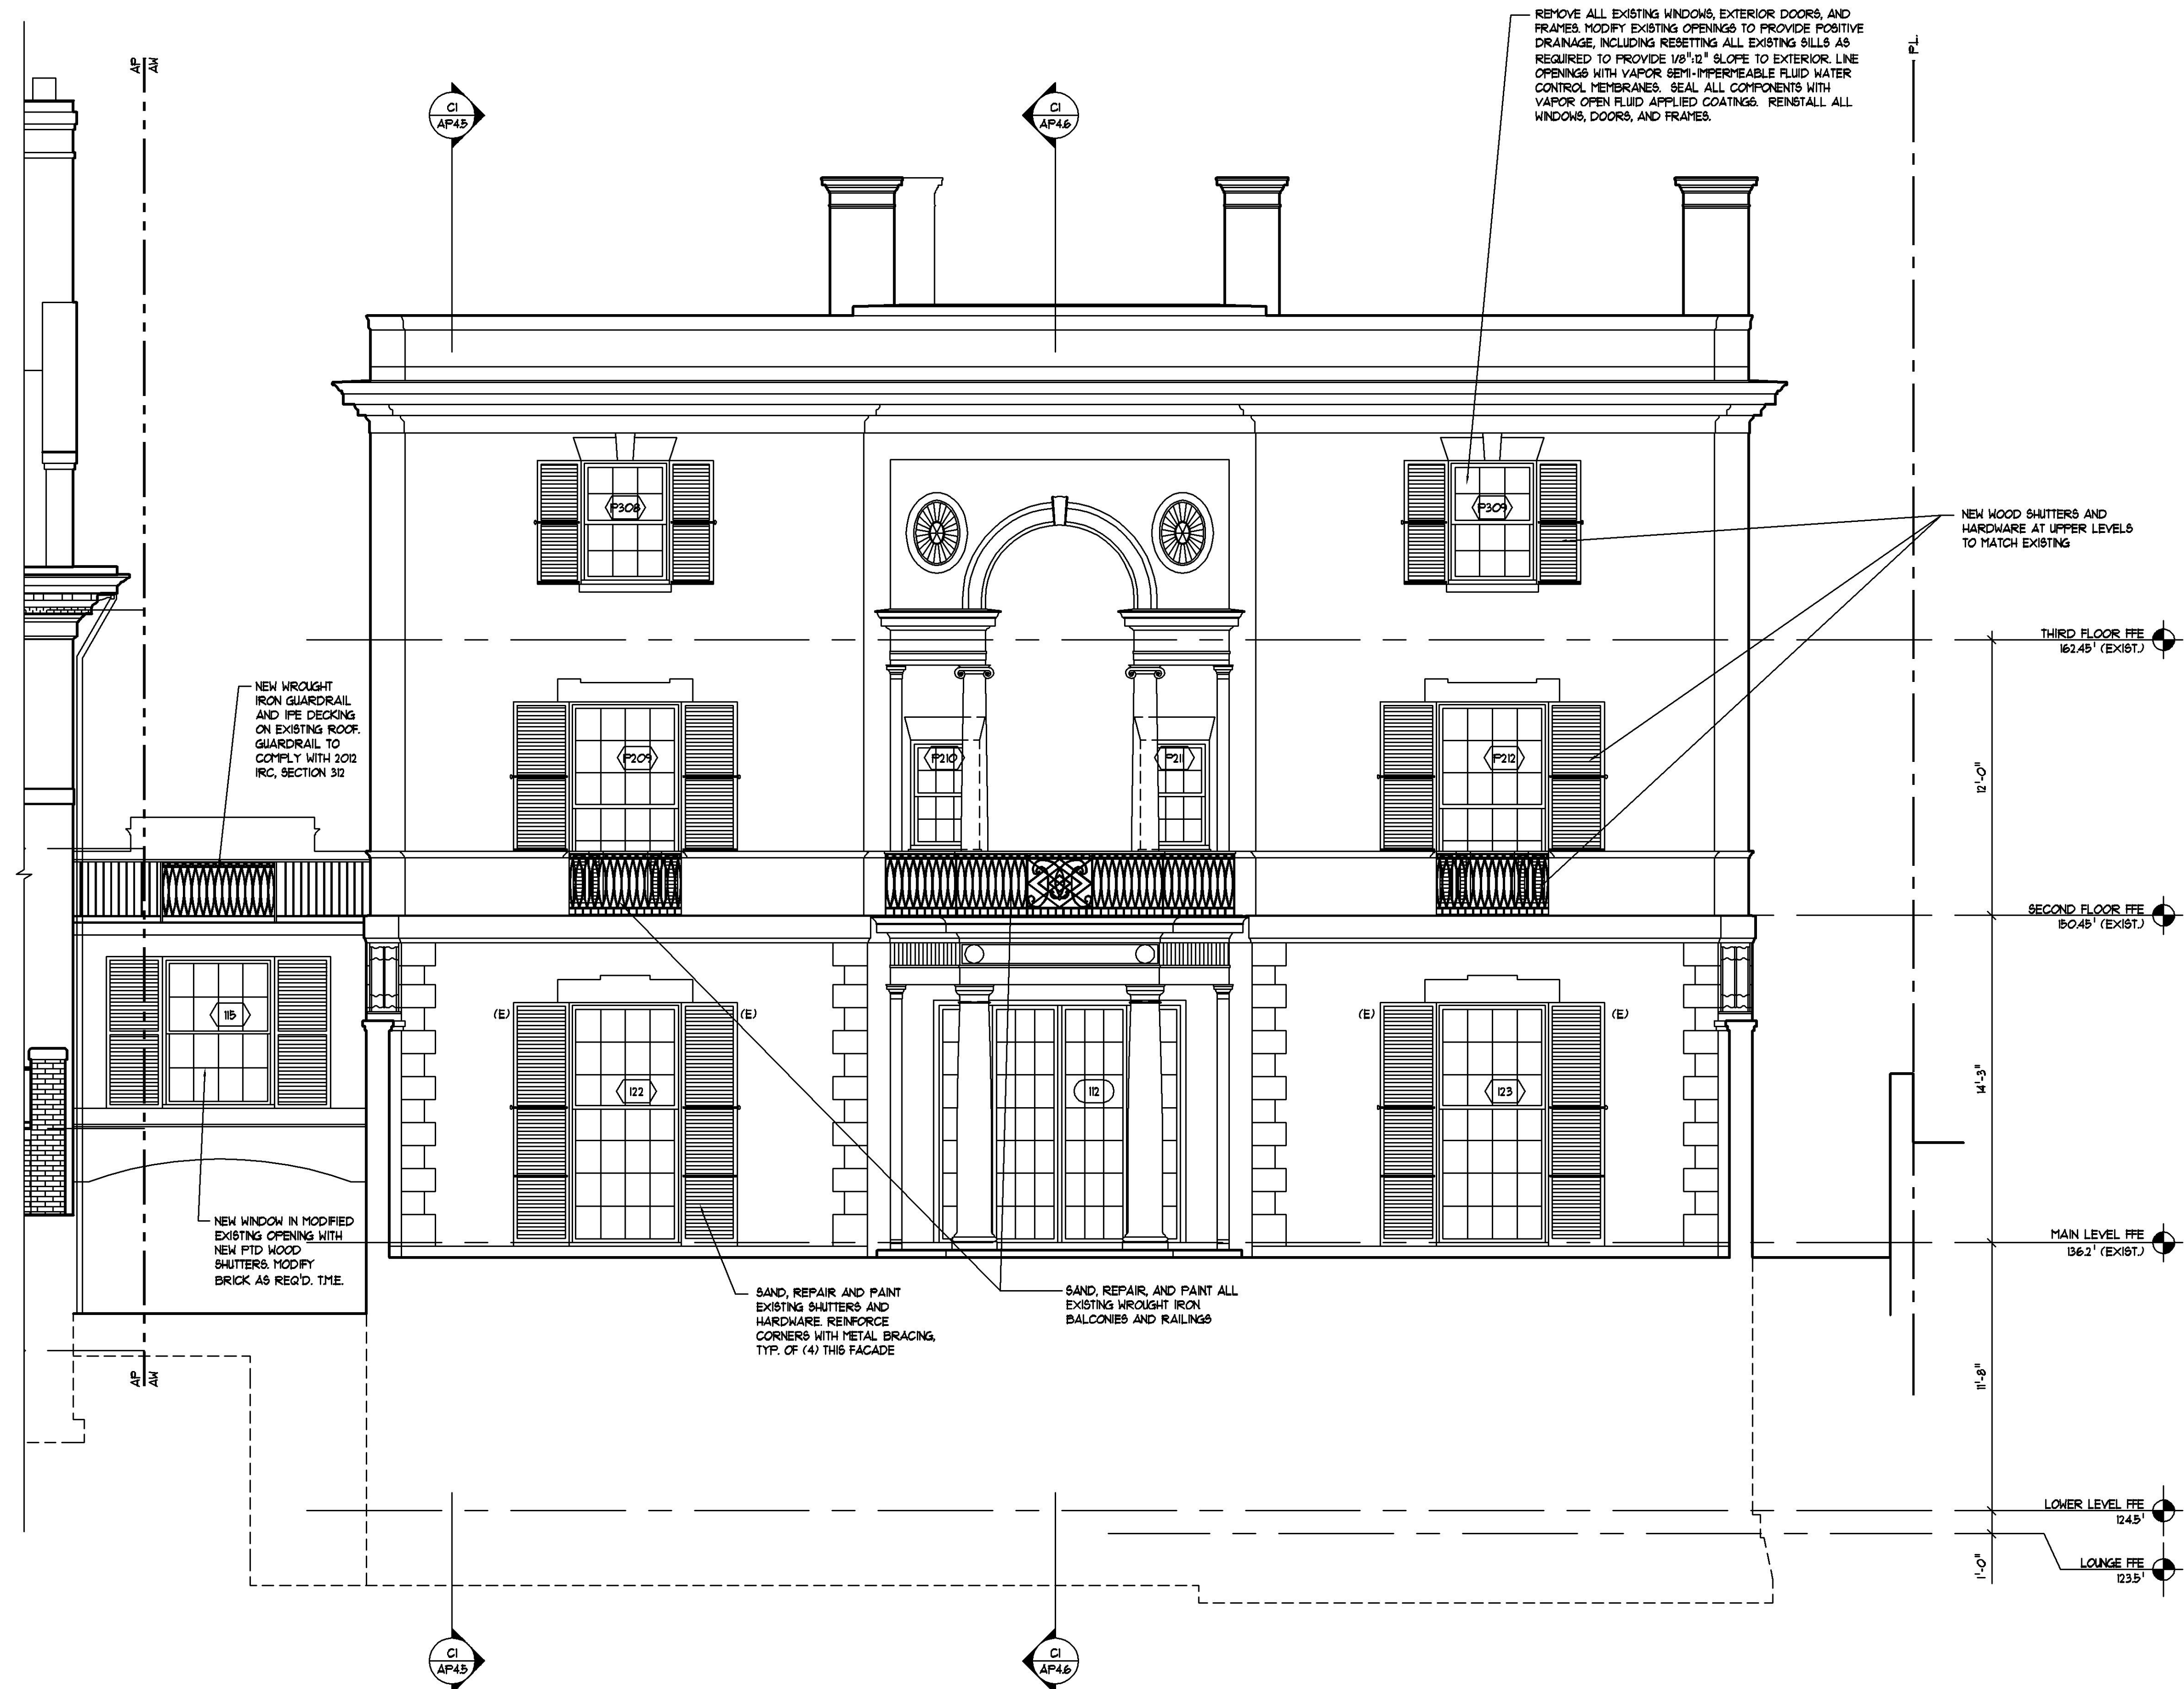 REMOVE ALL EXISTING WINDOWS, EXTERIOR DOORS, AND
FRAMES. MODIFY EXISTING OPENINGS TO PROVIDE POSITIVE
DRAINAGE, INCLUDING RESETTING ALL EXISTING SILLS AS
REQUIRED TO PROVIDE 1/8":12" SLOPE TO EXTERIOR. LINE
OPENINGS WITH VAPOR SEMI-IMPERMEABLE FLUID WATER
CONTROL MEMBRANES. SEAL ALL COMPONENTS WITH
VAPOR OPEN FLUID APPLIED COATINGS. REINSTALL ALL
WINDOWS, DOORS, AND FRAMES.
PL
AP
AW
C1
AP4.5
C1
AP4.6
P308
P309
NEW WOOD SHUTTERS AND
HARDWARE AT UPPER LEVELS
TO MATCH EXISTING
THIRD FLOOR FFE
162.45' (EXIST.)
NEW WROUGHT
IRON GUARDRAIL
AND IPE DECKING
ON EXISTING ROOF.
GUARDRAIL TO
COMPLY WITH 2012
IRC, SECTION 312
P209
P210
P211
P212
12'-0"
SECOND FLOOR FFE
150.45' (EXIST.)
115
(E)
(E)
(E)
(E)
122
112
123
14'-3"
NEW WINDOW IN MODIFIED
EXISTING OPENING WITH
NEW PTD WOOD
SHUTTERS. MODIFY
BRICK AS REQ'D. T.M.E.
MAIN LEVEL FFE
136.2' (EXIST.)
SAND, REPAIR AND PAINT
EXISTING SHUTTERS AND
HARDWARE. REINFORCE
CORNERS WITH METAL BRACING,
TYP. OF (4) THIS FACADE
SAND, REPAIR, AND PAINT ALL
EXISTING WROUGHT IRON
BALCONIES AND RAILINGS
AP
AW
11'-8"
LOWER LEVEL FFE
124.5'
1'-0"
LOUNGE FFE
123.5'
C1
AP4.5
C1
AP4.6